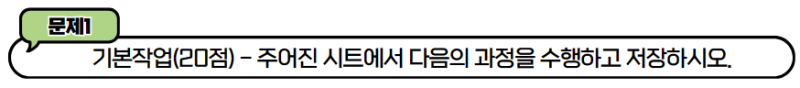 문제1
기본작업(20점) - 주어진 시트에서 다음의 과정을 수행하고 저장하시오.